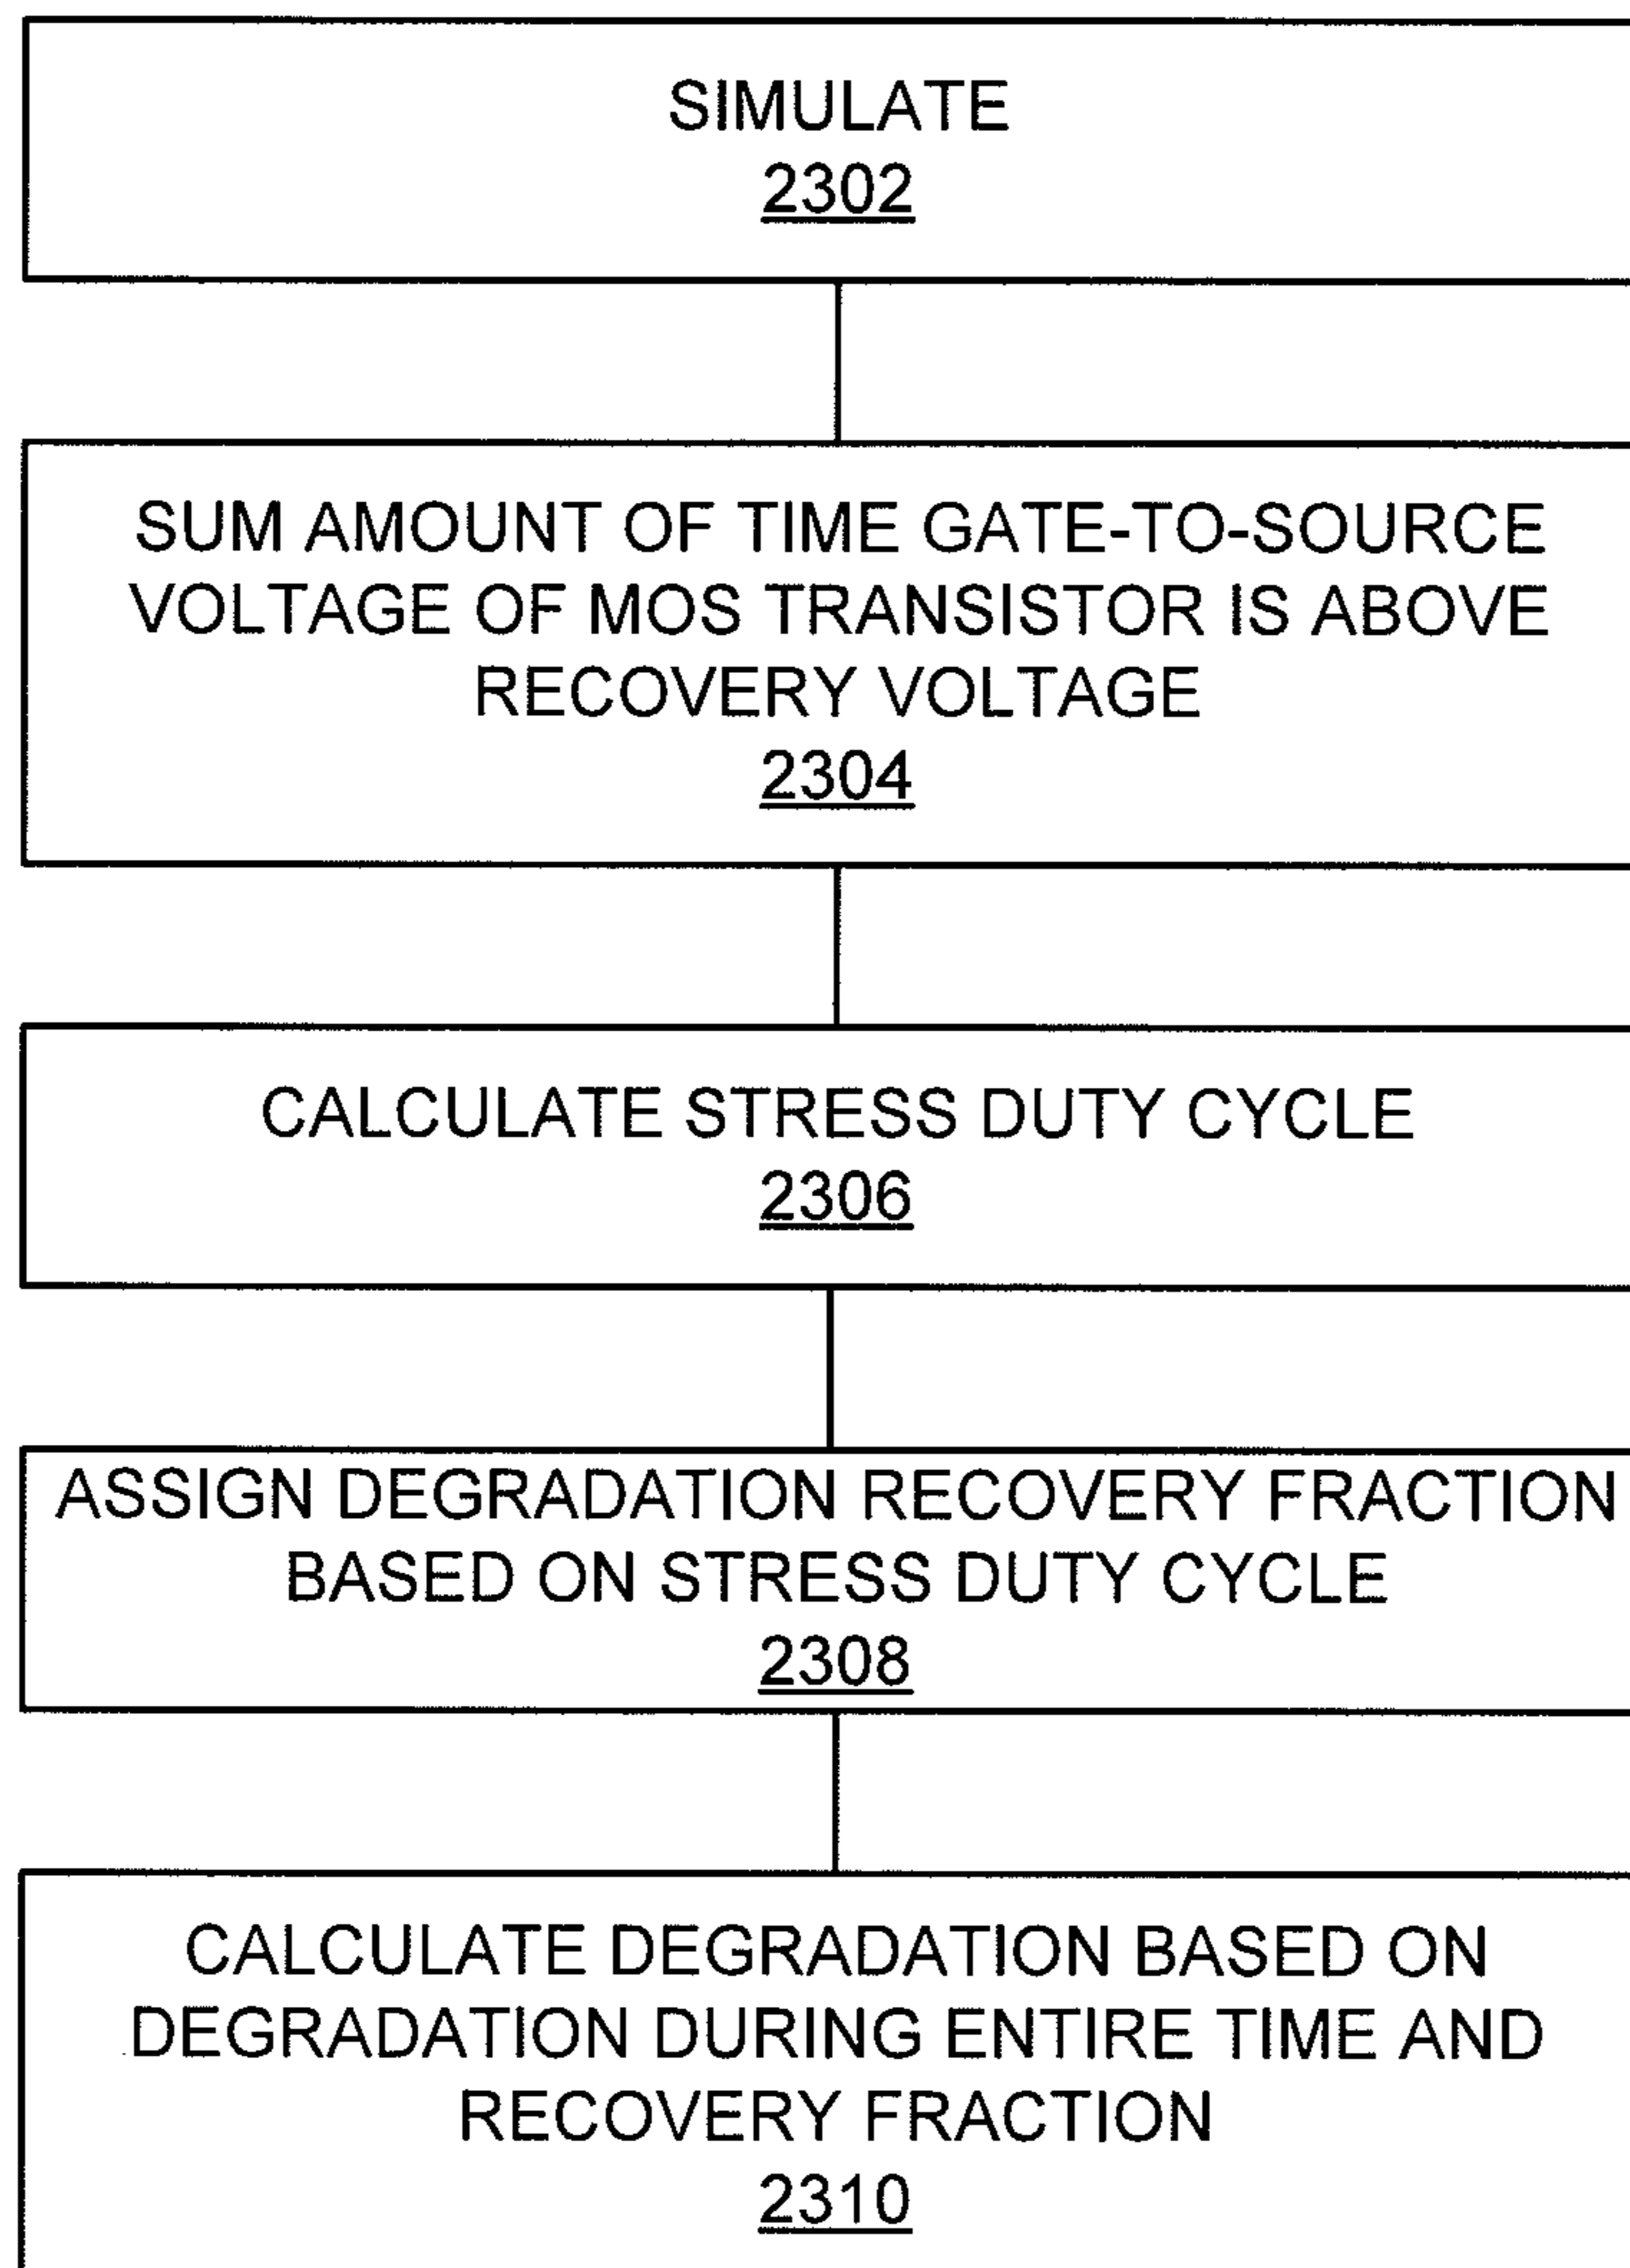 SIMULATE
2302
SUM AMOUNT OF TIME GATE-TO-SOURCE
VOLTAGE OF MOS TRANSISTOR IS ABOVE
RECOVERY VOLTAGE
2304
CALCULATE STRESS DUTY CYCLE
2306
ASSIGN DEGRADATION RECOVERY FRACTION
BASED ON STRESS DUTY CYCLE
2308
CALCULATE DEGRADATION BASED ON
DEGRADATION DURING ENTIRE TIME AND
RECOVERY FRACTION
2310